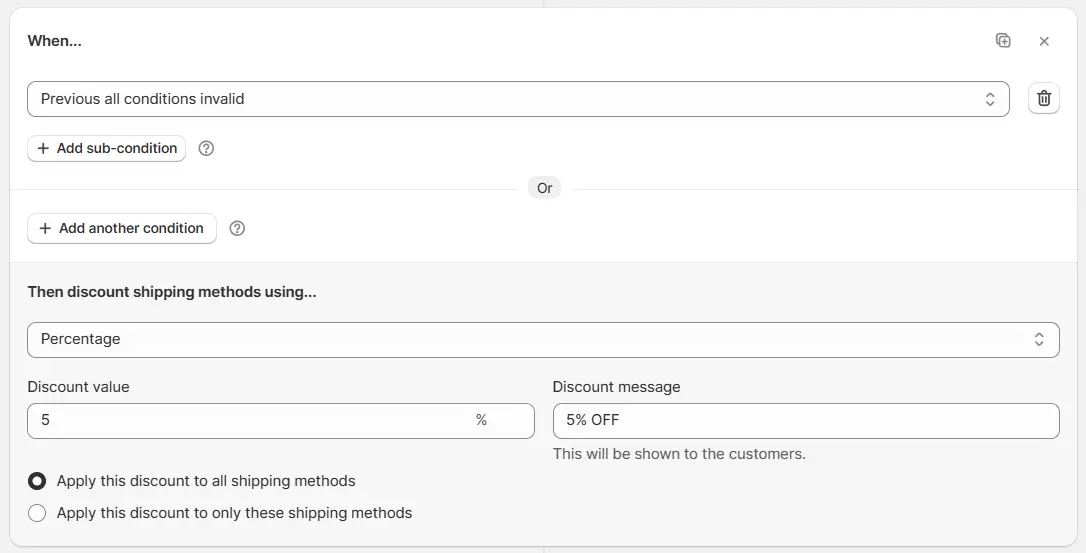 When...
Previous all conditions invalid
Add sub-condition
Or
Add another condition
Then discount shipping methods using...
Percentage
Discount value
Discount message
5 %
5% OFF
This will be shown to the customers.
Apply this discount to all shipping methods
Apply this discount to only these shipping methods